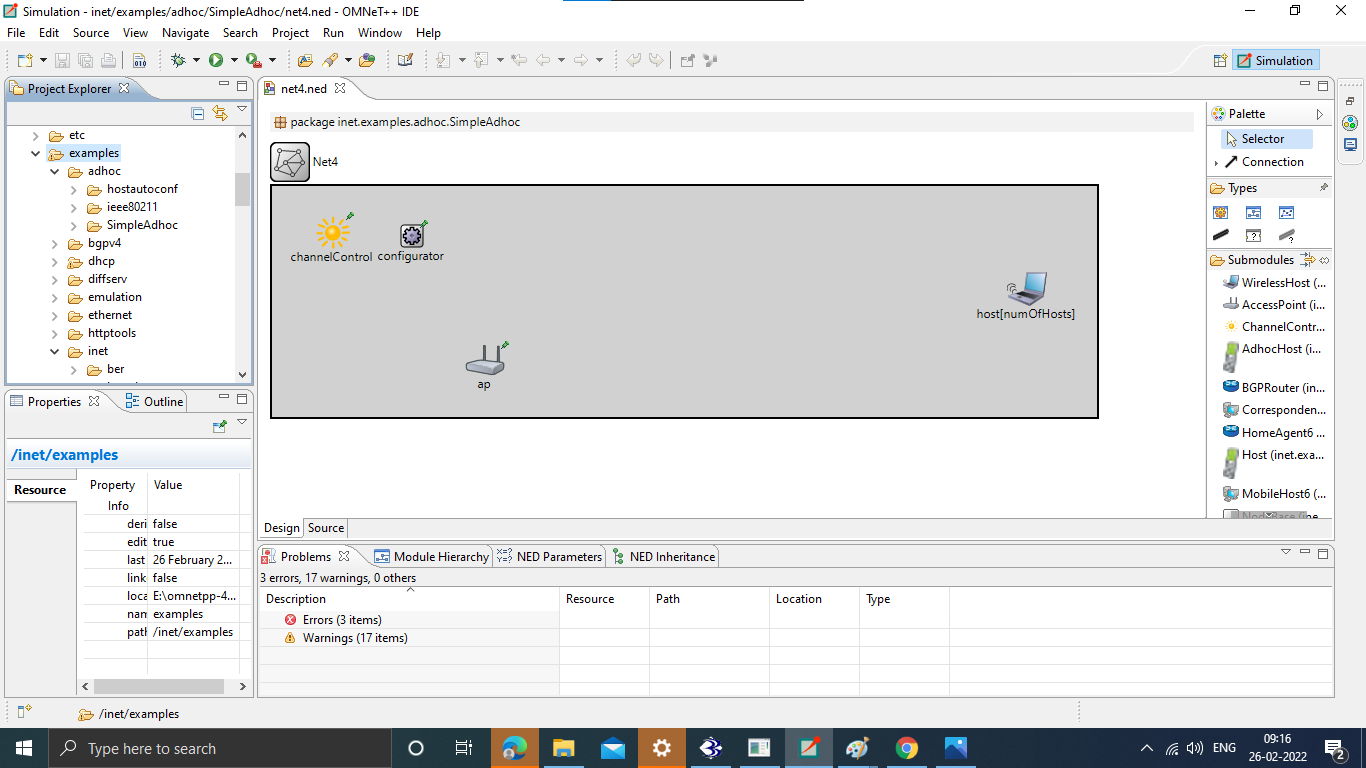 Simulation - inet/examples/adhoc/SimpleAdhoc/net4.ned - OMNeT++ IDE
File Edit Source View Navigate Search Project Run Window Help
Simulation
Project Explorer
etc
examples
adhoc
hostautoconf
ieee80211
SimpleAdhoc
bgpv4
dhcp
diffserv
emulation
ethernet
httptools
inet
ber
net4.ned
package inet.examples.adhoc.SimpleAdhoc
Net4
channelControl
configurator
ap
host[numOfHosts]
Design Source
Palette
Selector
Connection
Types
Submodules
WirelessHost (...
AccessPoint (i...
ChannelContr...
AdhocHost (i...
BGPRouter (in...
Corresponden...
HomeAgent6 ...
Host (inet.exa...
MobileHost6 (...
Properties Outline
/inet/examples
Resource
Property Value
Info
deri false
edit true
last 26 February 2...
link false
loca E:\omnetpp-4...
nam examples
path /inet/examples
Problems Module Hierarchy NED Parameters NED Inheritance
3 errors, 17 warnings, 0 others
Description Resource Path Location Type
Errors (3 items)
Warnings (17 items)
/inet/examples
Type here to search
ENG
09:16
26-02-2022
2